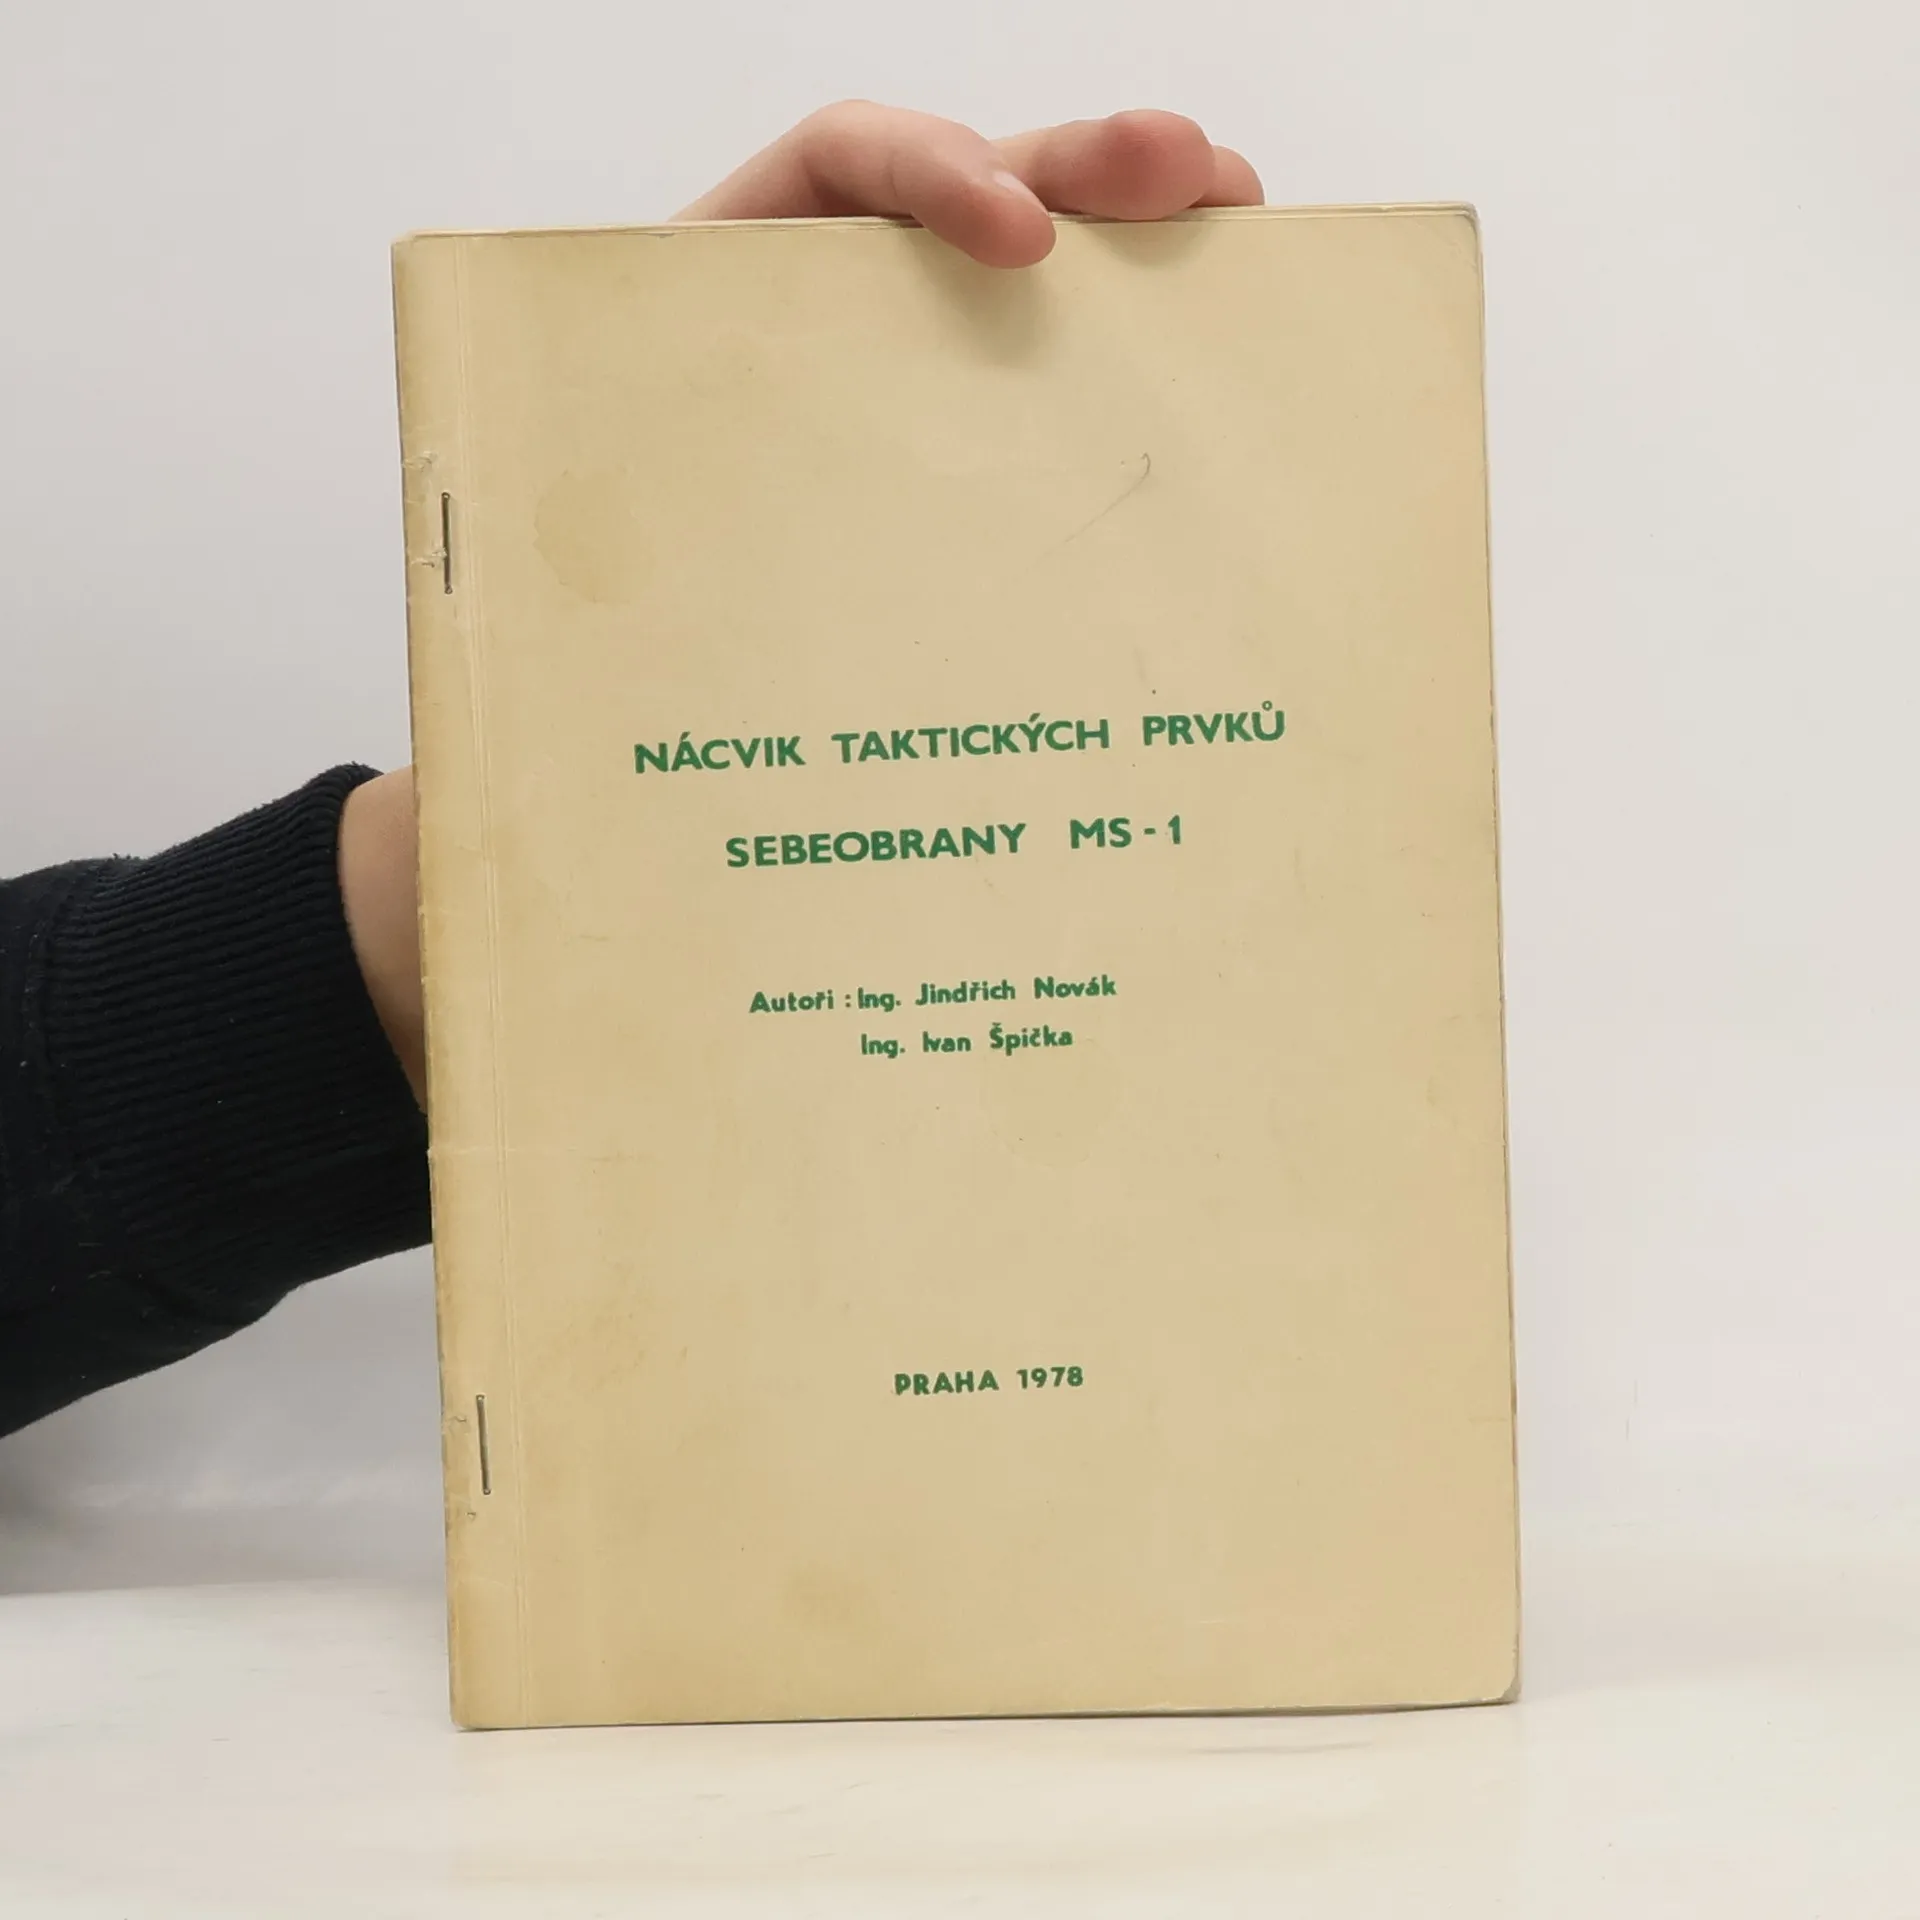 NÁCVIK TAKTICKÝCH PRVKŮ
SEBEOBRANY MS-1
Autoři : Ing. Jindřich Novák
Ing. Ivan Špička
PRAHA 1978